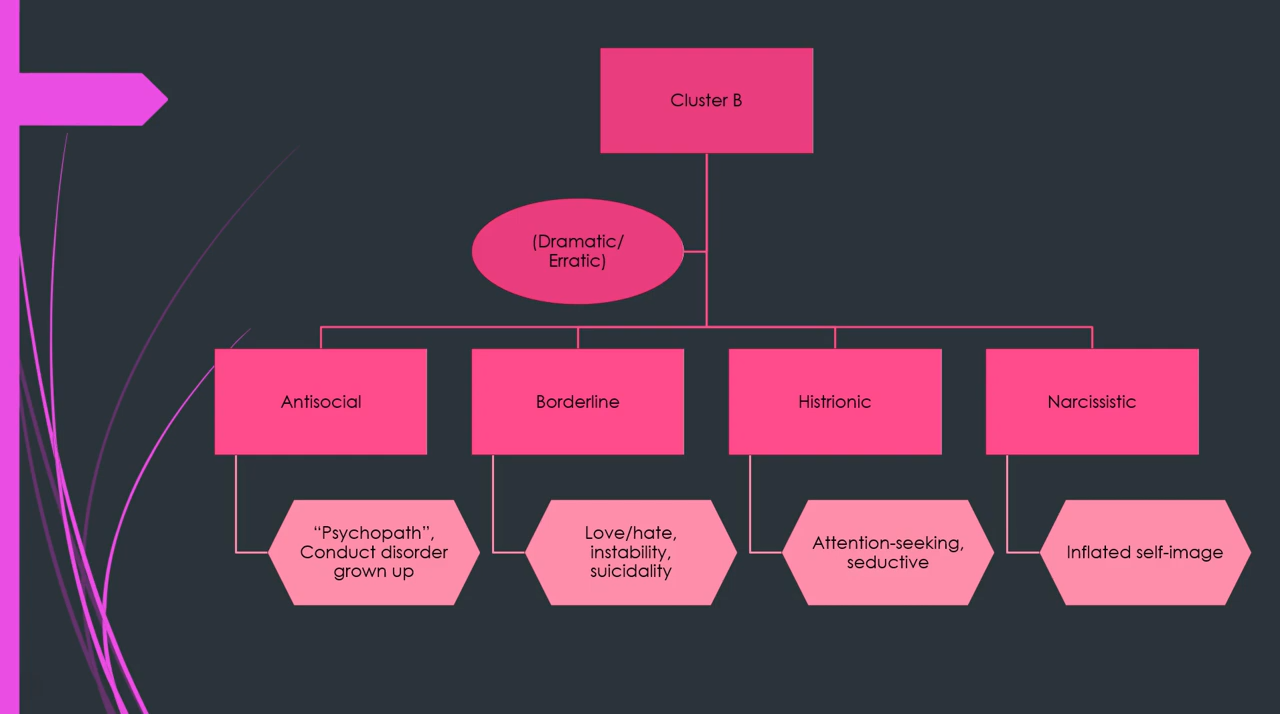 Cluster B
(Dramatic/
Erratic)
Antisocial
Borderline
Histrionic
Narcissistic
“Psychopath”,
Conduct disorder
grown up
Love/hate,
instability,
suicidality
Attention-seeking,
seductive
Inflated self-image